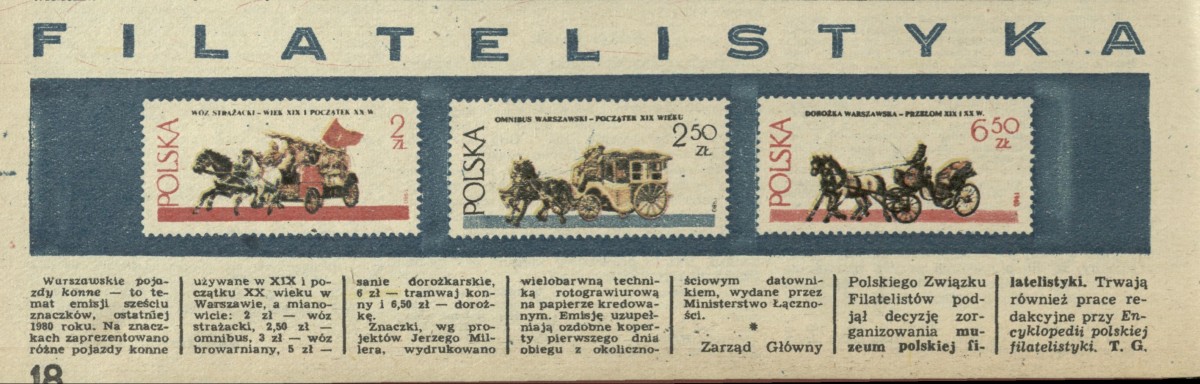 FILATELISTYKA
WÓZ STRAŻACKI – WIEK XIX I POCZĄTEK XX W.
POLSKA
2
ZŁ
OMNIBUS WARSZAWSKI – POCZĄTEK XIX WIEKU
POLSKA
2 50
ZŁ
DOROŻKA WARSZAWSKA – PRZEŁOM XIX I XX W.
POLSKA
6 50
ZŁ
Warszawskie poja-
zdy konne — to te-
mat emisji sześciu
znaczków, ostatniej
1980 roku. Na znacz-
kach zaprezentowano
różne pojazdy konne
używane w XIX i po-
czątku XX wieku w
Warszawie, a miano-
wicie: 2 zł — wóz
strażacki, 2,50 zł —
omnibus, 3 zł — wóz
browarniany, 5 zł —
sanie dorożkarskie,
6 zł — tramwaj kon-
ny i 6,50 zł — doroż-
kę.
Znaczki, wg pro-
jektów Jerzego Mil-
lera, wydrukowano
wielobarwną techni-
ką rotograwiurową
na papierze kredowa-
nym. Emisję uzupeł-
niają ozdobne koper-
ty pierwszego dnia
obiegu z okoliczno-
ściowym datowni-
kiem, wydane przez
Ministerstwo Łączno-
ści.
*
Zarząd Główny
Polskiego Związku
Filatelistów pod-
jął decyzję zor-
ganizowania mu-
zeum polskiej fi-
latelistyki. Trwają
również prace re-
dakcyjne przy En-
cyklopedii polskiej
filatelistyki. T. G.
18